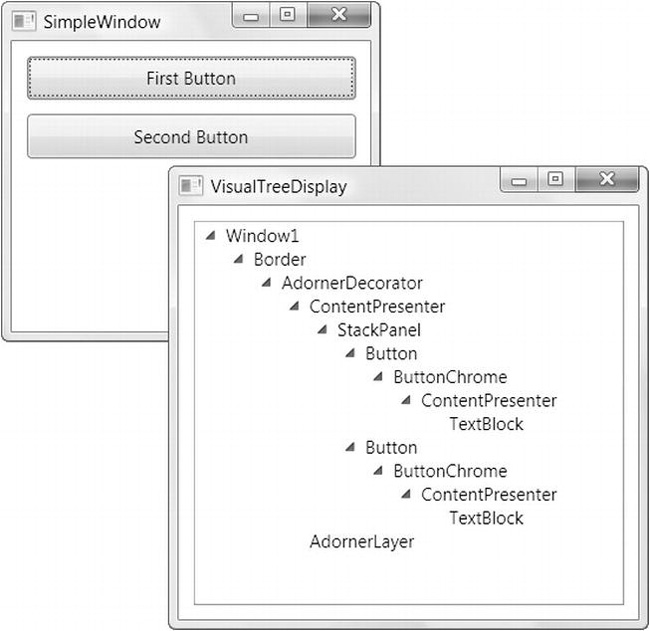 SimpleWindow
First Button
Second Button
VisualTreeDisplay
Window1
Border
AdornerDecorator
ContentPresenter
StackPanel
Button
ButtonChrome
ContentPresenter
TextBlock
Button
ButtonChrome
ContentPresenter
TextBlock
AdornerLayer